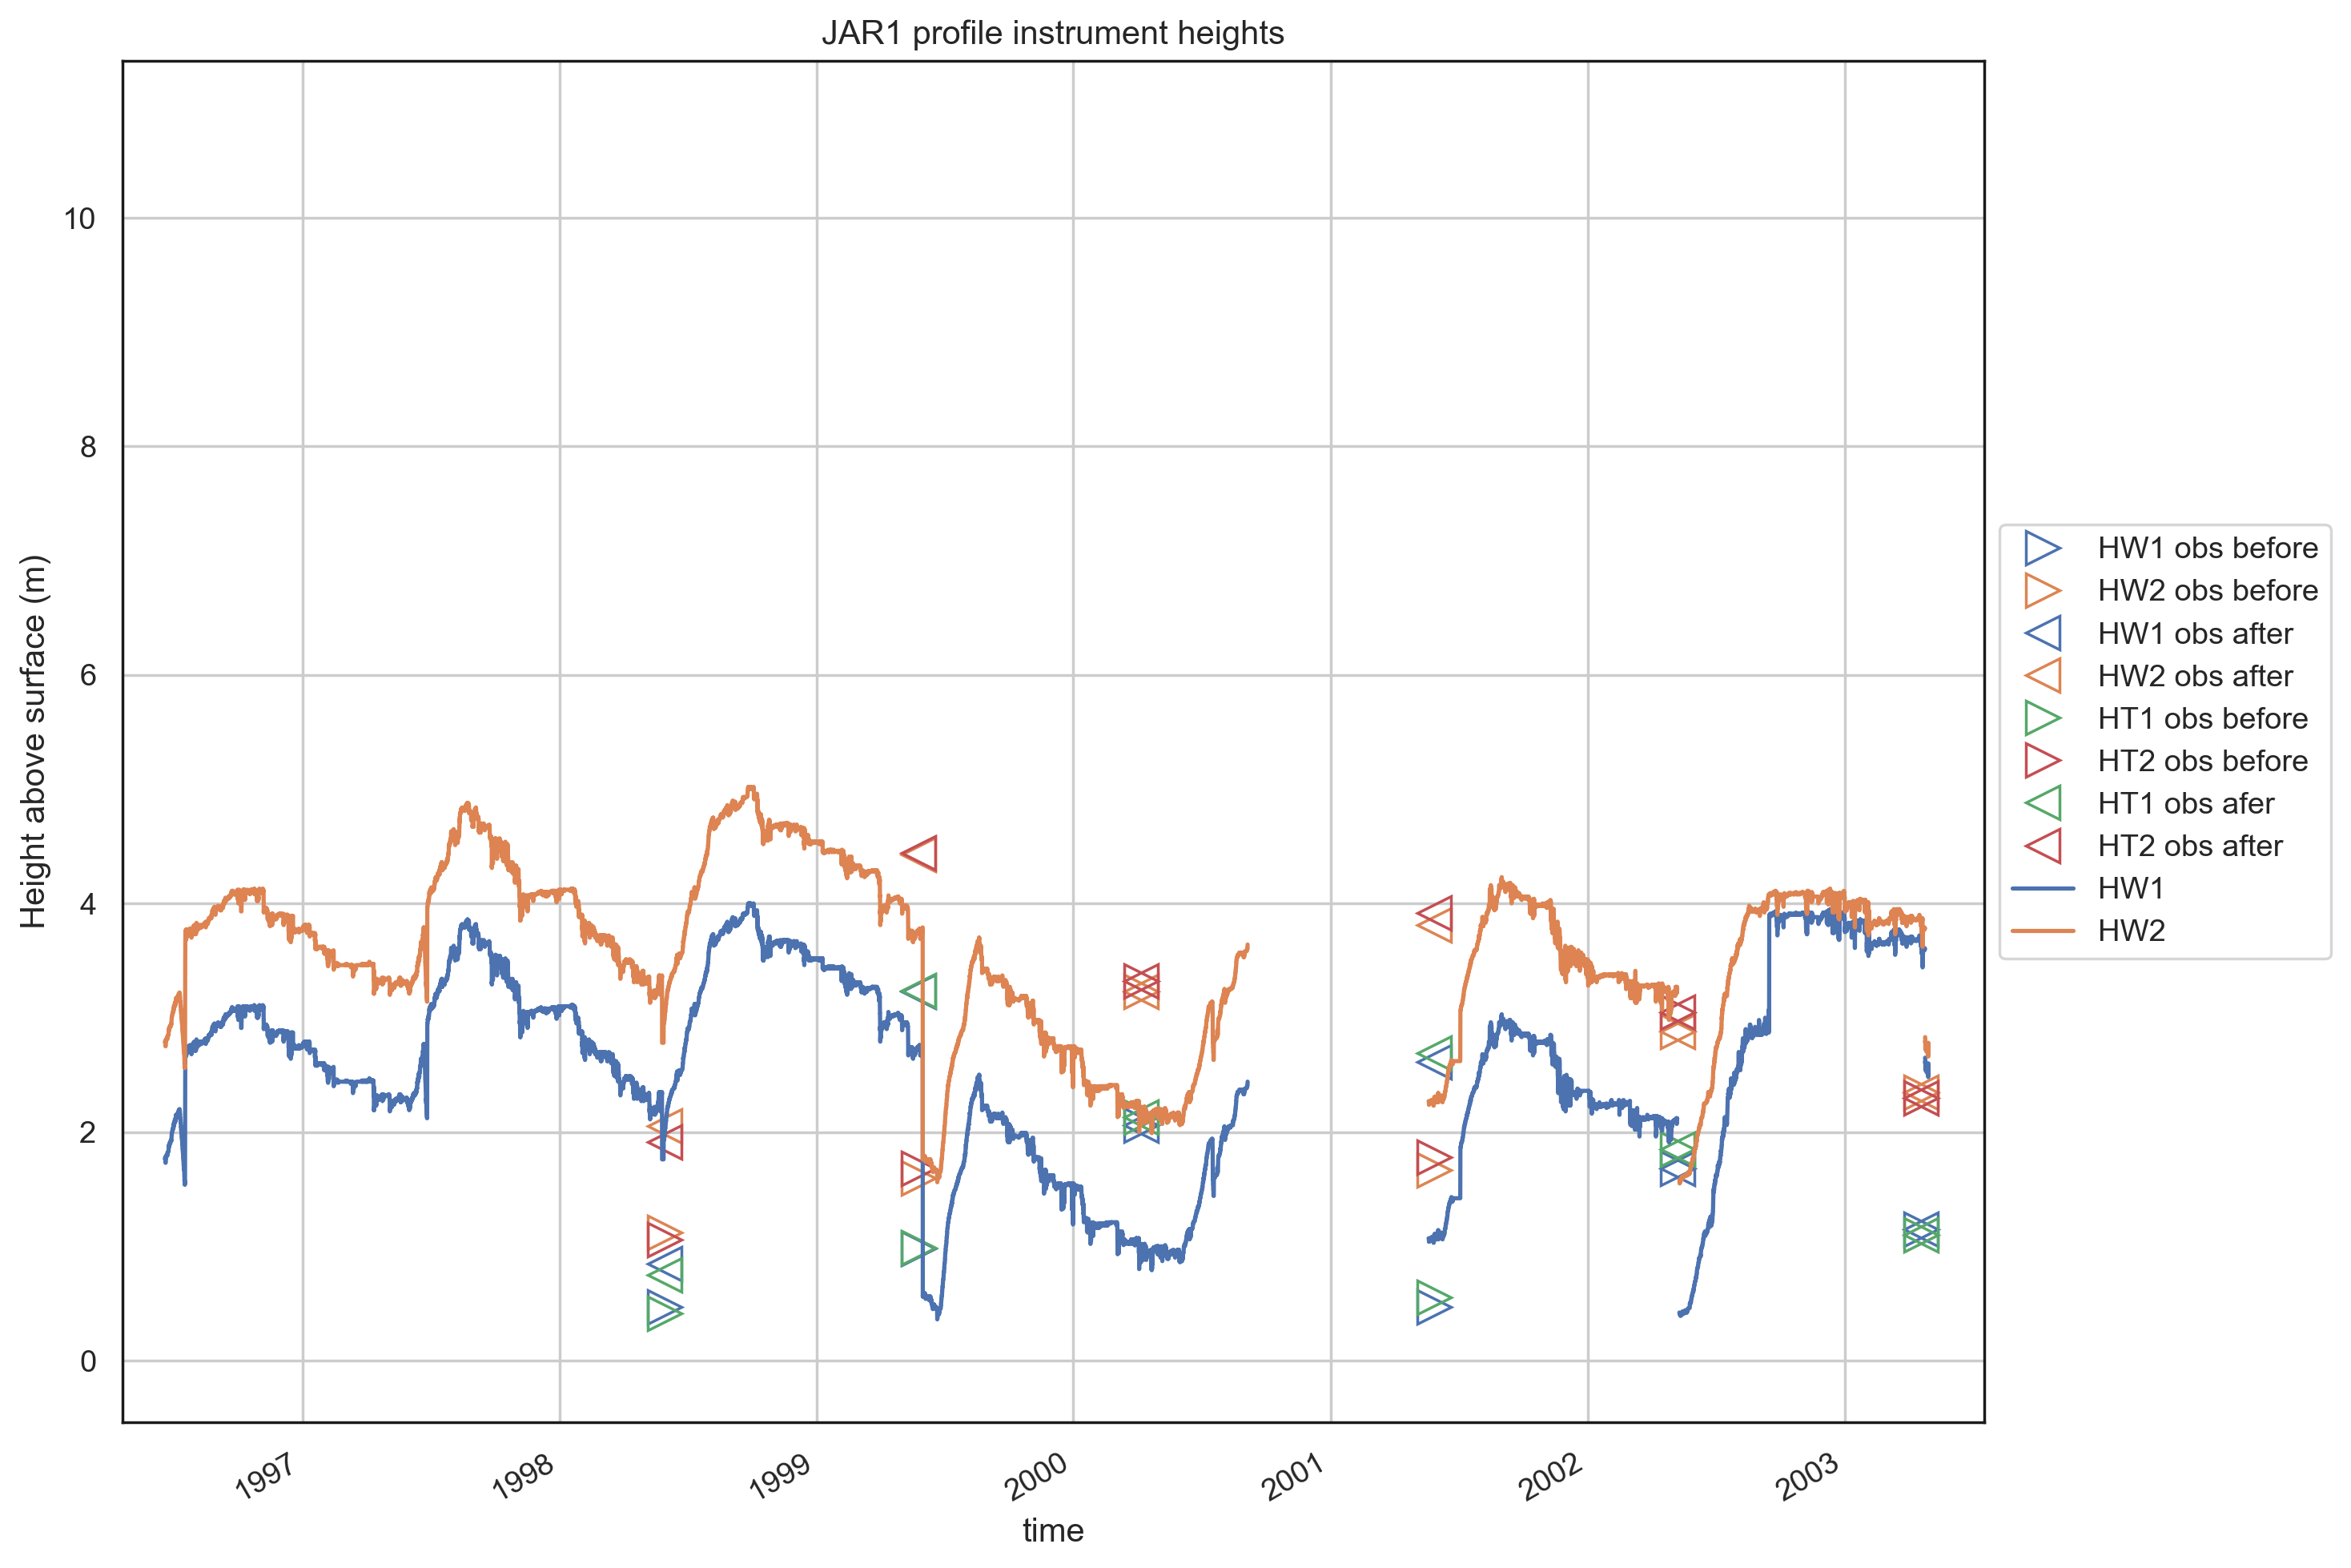 JAR1 profile instrument heights
Height above surface (m)
10
8
6
4
2
0
1997
1998
1999
2000
2001
2002
2003
time
HW1 obs before
HW2 obs before
HW1 obs after
HW2 obs after
HT1 obs before
HT2 obs before
HT1 obs afer
HT2 obs after
HW1
HW2